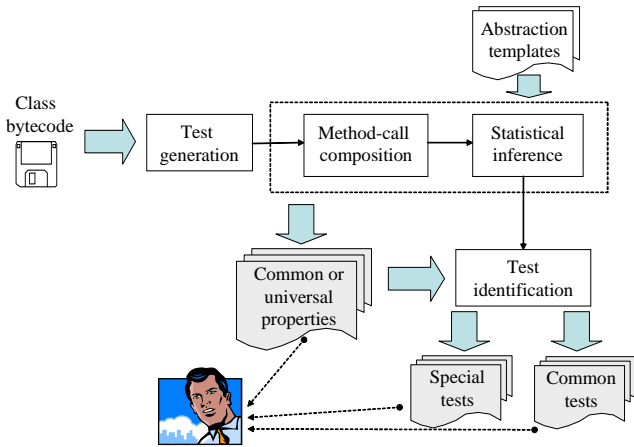 Abstraction
templates
Class
bytecode
Test
generation
Method-call
composition
Statistical
inference
Common or
universal
properties
Test
identification
Special
tests
Common
tests